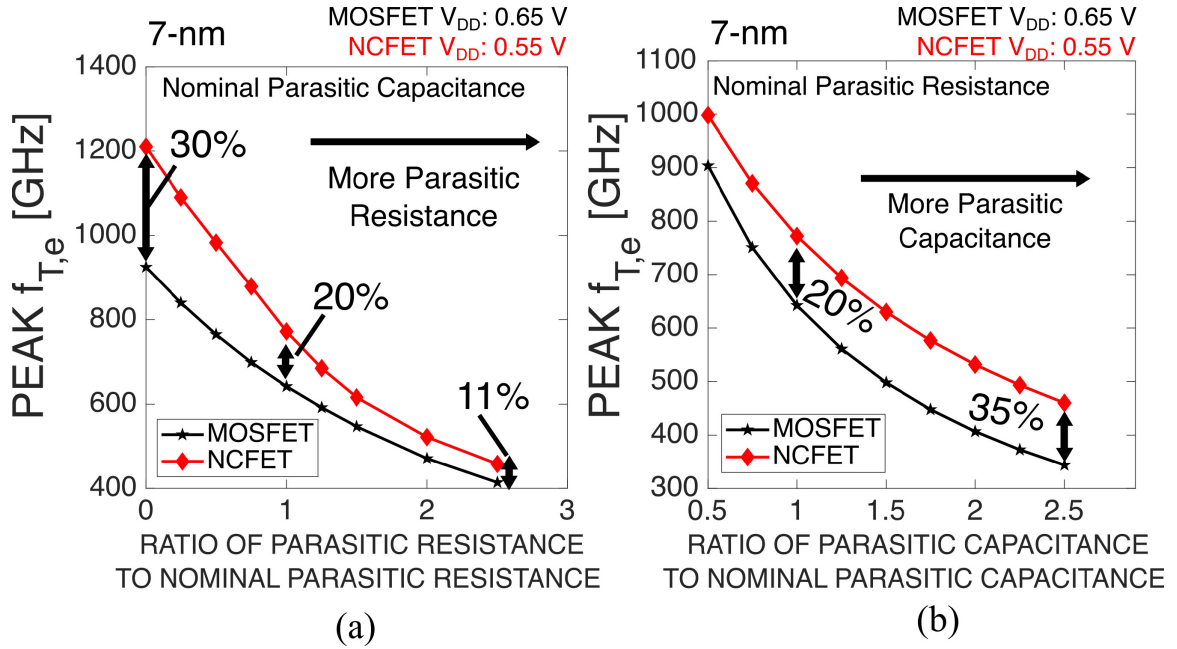 7-nm
MOSFET VDD: 0.65 V
NCFET VDD: 0.55 V
Nominal Parasitic Capacitance
More Parasitic
Resistance
30%
20%
11%
MOSFET
NCFET
PEAK fT,e [GHz]
1400
1200
1000
800
600
400
0 1 2 3
RATIO OF PARASITIC RESISTANCE
TO NOMINAL PARASITIC RESISTANCE
(a)
7-nm
MOSFET VDD: 0.65 V
NCFET VDD: 0.55 V
Nominal Parasitic Resistance
More Parasitic
Capacitance
20%
35%
MOSFET
NCFET
PEAK fT,e [GHz]
1100
1000
900
800
700
600
500
400
300
0.5 1 1.5 2 2.5
RATIO OF PARASITIC CAPACITANCE
TO NOMINAL PARASITIC CAPACITANCE
(b)